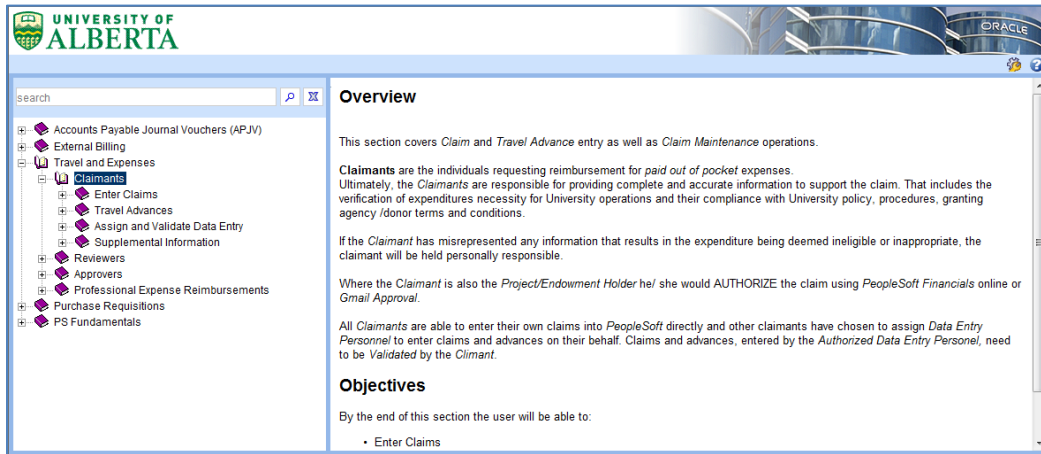 UNIVERSITY OF
ALBERTA
ORACLE
search
Accounts Payable Journal Vouchers (APJV)
External Billing
Travel and Expenses
Claimants
Enter Claims
Travel Advances
Assign and Validate Data Entry
Supplemental Information
Reviewers
Approvers
Professional Expense Reimbursements
Purchase Requisitions
PS Fundamentals
Overview
This section covers Claim and Travel Advance entry as well as Claim Maintenance operations.
Claimants are the individuals requesting reimbursement for paid out of pocket expenses.
Ultimately, the Claimants are responsible for providing complete and accurate information to support the claim. That includes the
verification of expenditures necessity for University operations and their compliance with University policy, procedures, granting
agency /donor terms and conditions.
If the Claimant has misrepresented any information that results in the expenditure being deemed ineligible or inappropriate, the
claimant will be held personally responsible.
Where the Claimant is also the Project/Endowment Holder he/ she would AUTHORIZE the claim using PeopleSoft Financials online or
Gmail Approval.
All Claimants are able to enter their own claims into PeopleSoft directly and other claimants have chosen to assign Data Entry
Personnel to enter claims and advances on their behalf. Claims and advances, entered by the Authorized Data Entry Personel, need
to be Validated by the Climant.
Objectives
By the end of this section the user will be able to:
• Enter Claims